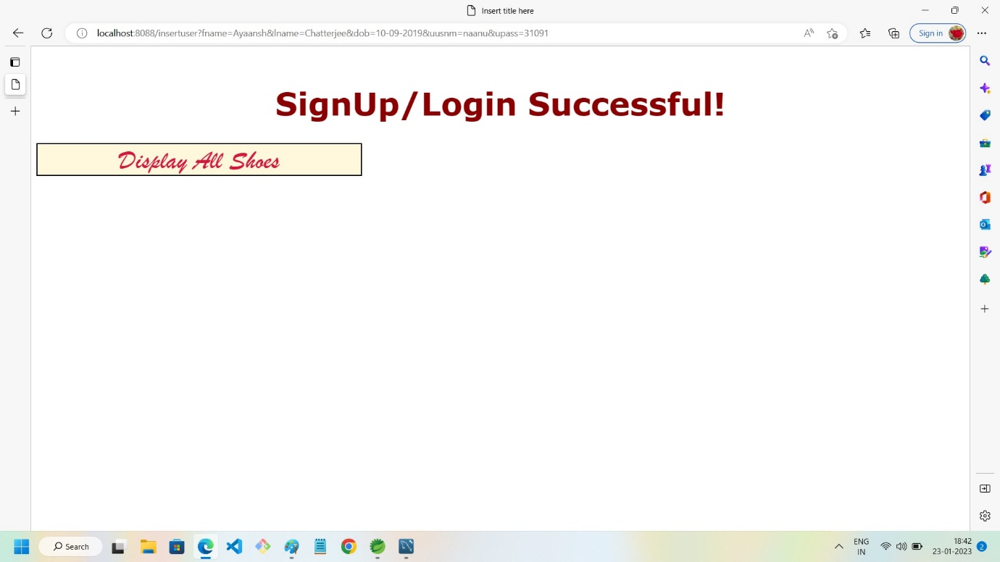 Insert title here
localhost:8088/insertuser?fname=Ayaansh&lname=Chatterjee&dob=10-09-2019&uusnm=naanu&upass=31091
Sign in
SignUp/Login Successful!
Display All Shoes
Search
ENG
IN
18:42
23-01-2023
2